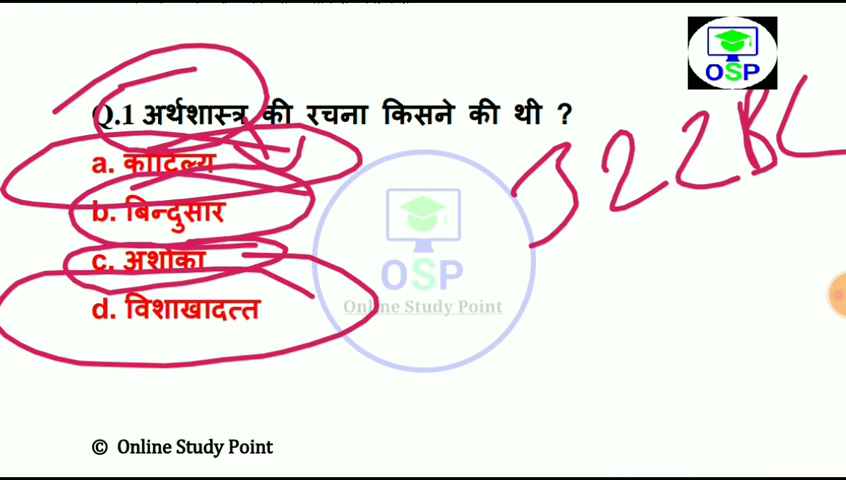 OSP
Q.1 अर्थशास्त्र की रचना किसने की थी ?
a. कौटिल्य
b. बिन्दुसार
c. अशोका
d. विशाखादत्त
322BC
OSP
Online Study Point
© Online Study Point